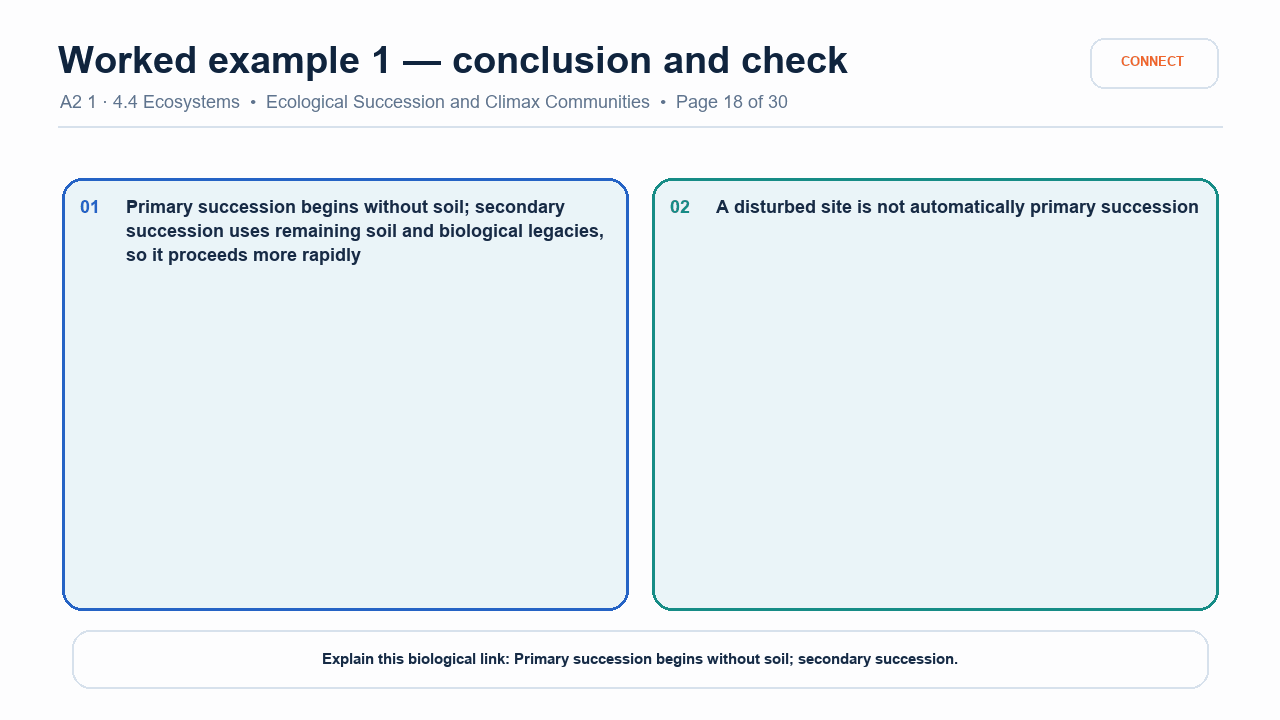 Worked example 1 — conclusion and check
CONNECT
A2 1 · 4.4 Ecosystems • Ecological Succession and Climax Communities • Page 18 of 30
01 Primary succession begins without soil; secondary
succession uses remaining soil and biological legacies,
so it proceeds more rapidly
02 A disturbed site is not automatically primary succession
Explain this biological link: Primary succession begins without soil; secondary succession.